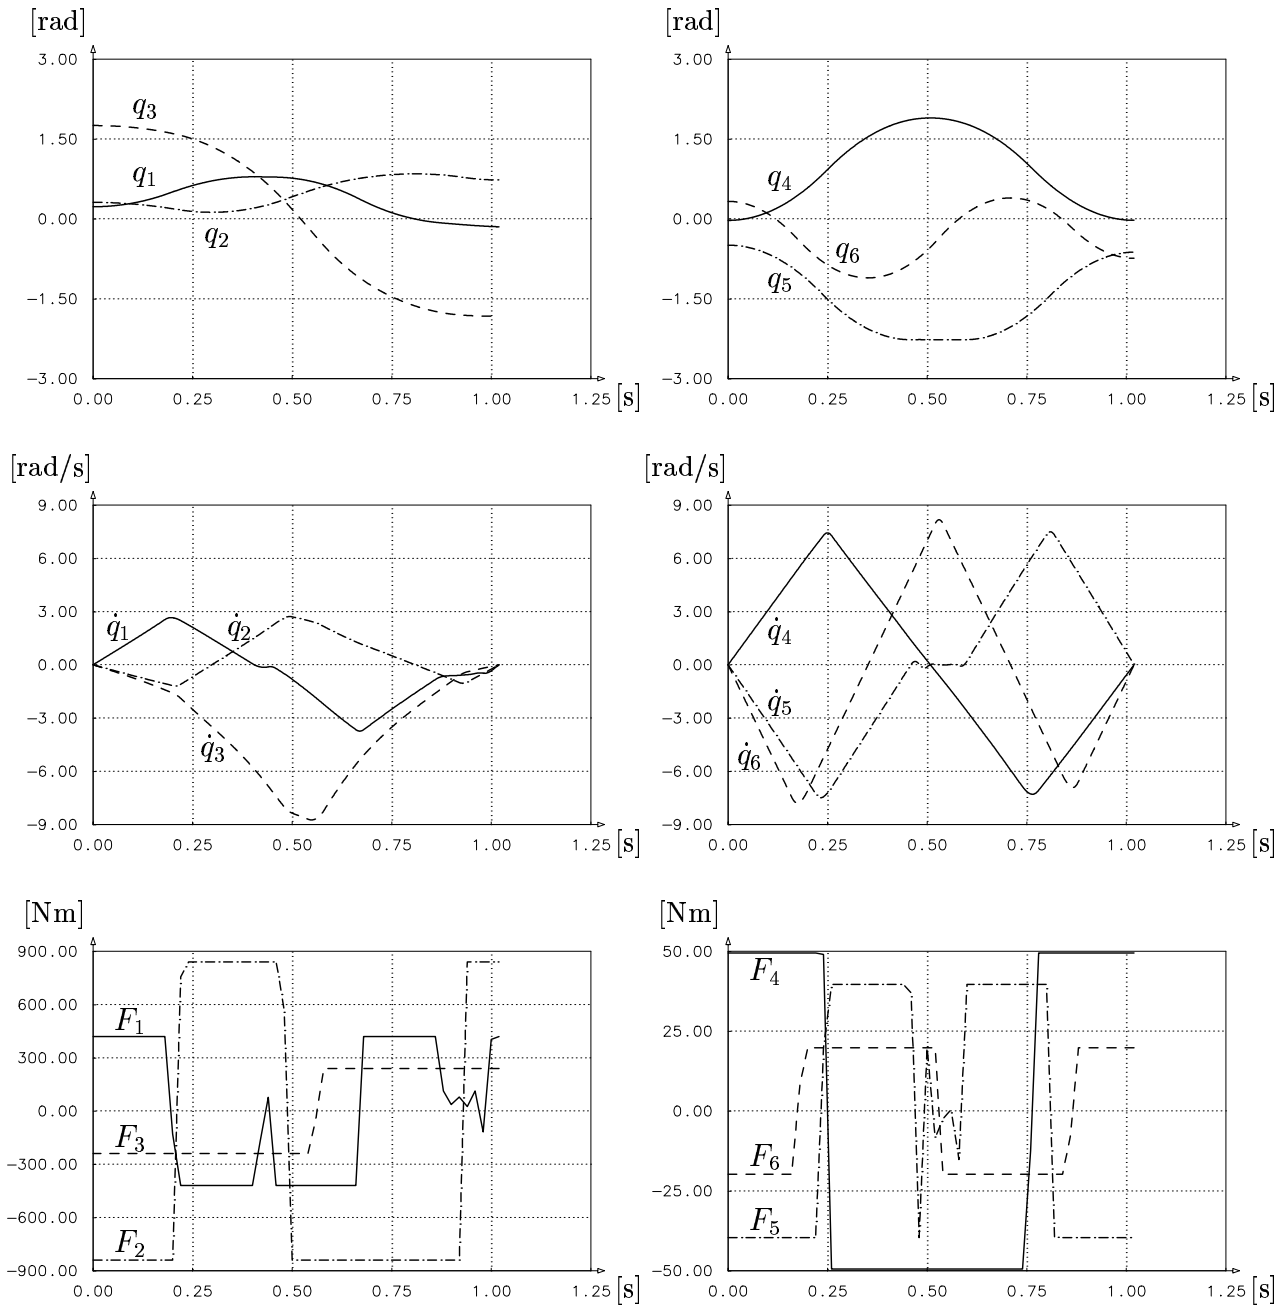 [rad]
3.00
1.50
0.00
−1.50
−3.00
q3
q1
q2
0.00 0.25 0.50 0.75 1.00 1.25 [s]
[rad]
3.00
1.50
0.00
−1.50
−3.00
q4
q6
q5
0.00 0.25 0.50 0.75 1.00 1.25 [s]
[rad/s]
9.00
6.00
3.00
0.00
−3.00
−6.00
−9.00
q̇1 q̇2
q̇3
0.00 0.25 0.50 0.75 1.00 1.25 [s]
[rad/s]
9.00
6.00
3.00
0.00
−3.00
−6.00
−9.00
q̇4
q̇5
q̇6
0.00 0.25 0.50 0.75 1.00 1.25 [s]
[Nm]
900.00
600.00
300.00
0.00
−300.00
−600.00
−900.00
F1
F3
F2
0.00 0.25 0.50 0.75 1.00 1.25 [s]
[Nm]
50.00
25.00
0.00
−25.00
−50.00
F4
F6
F5
0.00 0.25 0.50 0.75 1.00 1.25 [s]